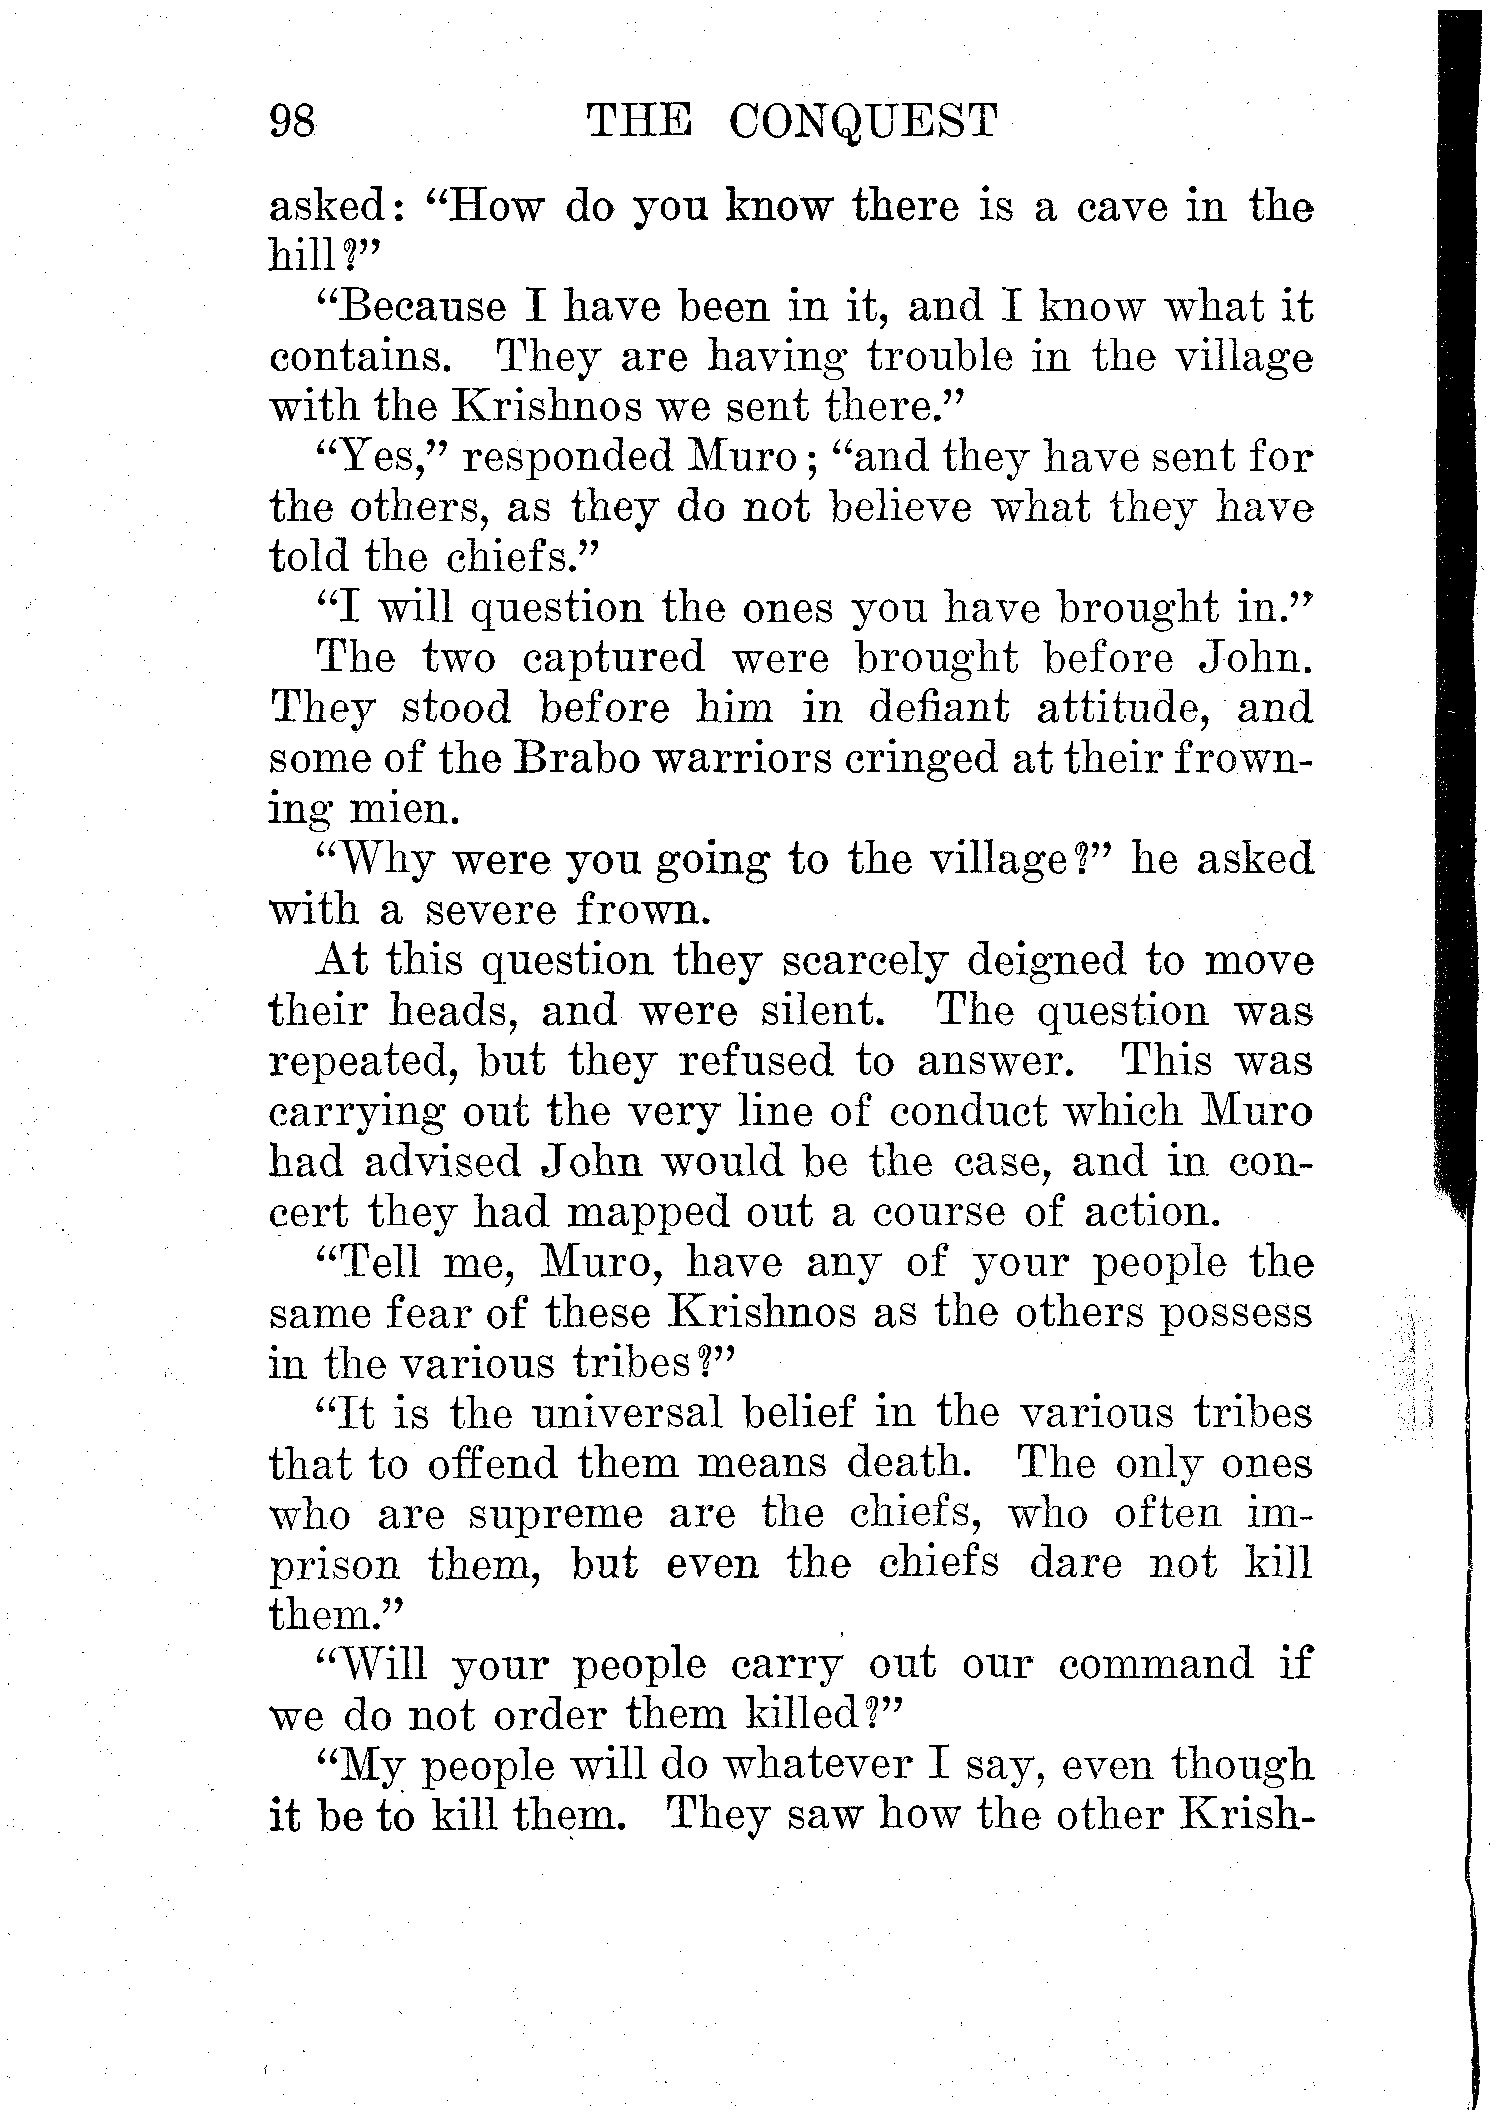 98 THE CONQUEST
asked: "How do you know there is a cave in the
hill?"
"Because I have been in it, and I know what it
contains. They are having trouble in the village
with the Krishnos we sent there."
"Yes," responded Muro; "and they have sent for
the others, as they do not believe what they have
told the chiefs."
"I will question the ones you have brought in."
The two captured were brought before John.
They stood before him in defiant attitude, and
some of the Brabo warriors cringed at their frown-
ing mien.
"Why were you going to the village?" he asked
with a severe frown.
At this question they scarcely deigned to move
their heads, and were silent. The question was
repeated, but they refused to answer. This was
carrying out the very line of conduct which Muro
had advised John would be the case, and in con-
cert they had mapped out a course of action.
"Tell me, Muro, have any of your people the
same fear of these Krishnos as the others possess
in the various tribes?"
"It is the universal belief in the various tribes
that to offend them means death. The only ones
who are supreme are the chiefs, who often im-
prison them, but even the chiefs dare not kill
them."
"Will your people carry out our command if
we do not order them killed?"
"My people will do whatever I say, even though
it be to kill them. They saw how the other Krish-